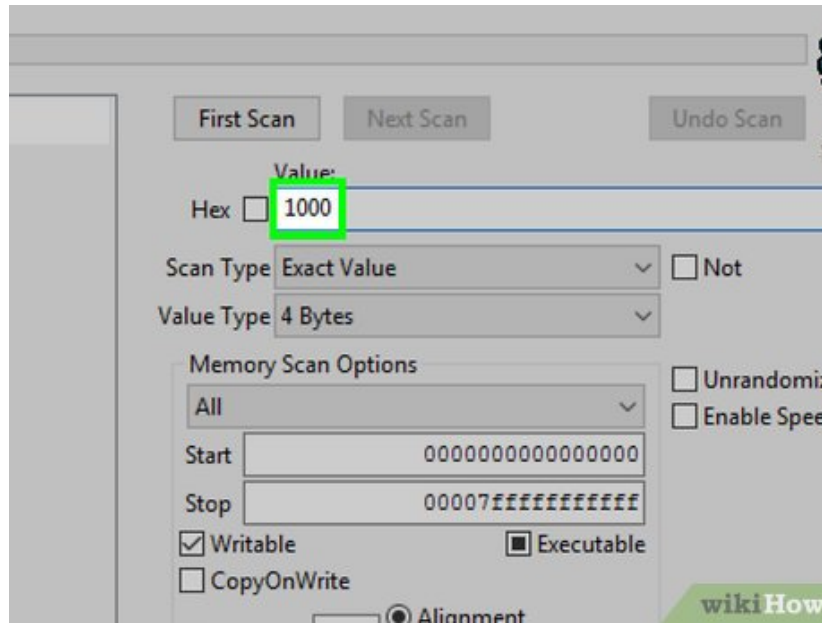 First Scan Next Scan Undo Scan
Value:
Hex 1000
Scan Type Exact Value Not
Value Type 4 Bytes
Memory Scan Options
All
Unrandomiz
Enable Spee
Start 0000000000000000
Stop 00007fffffffffff
Writable Executable
CopyOnWrite
Alignment
wikiHow